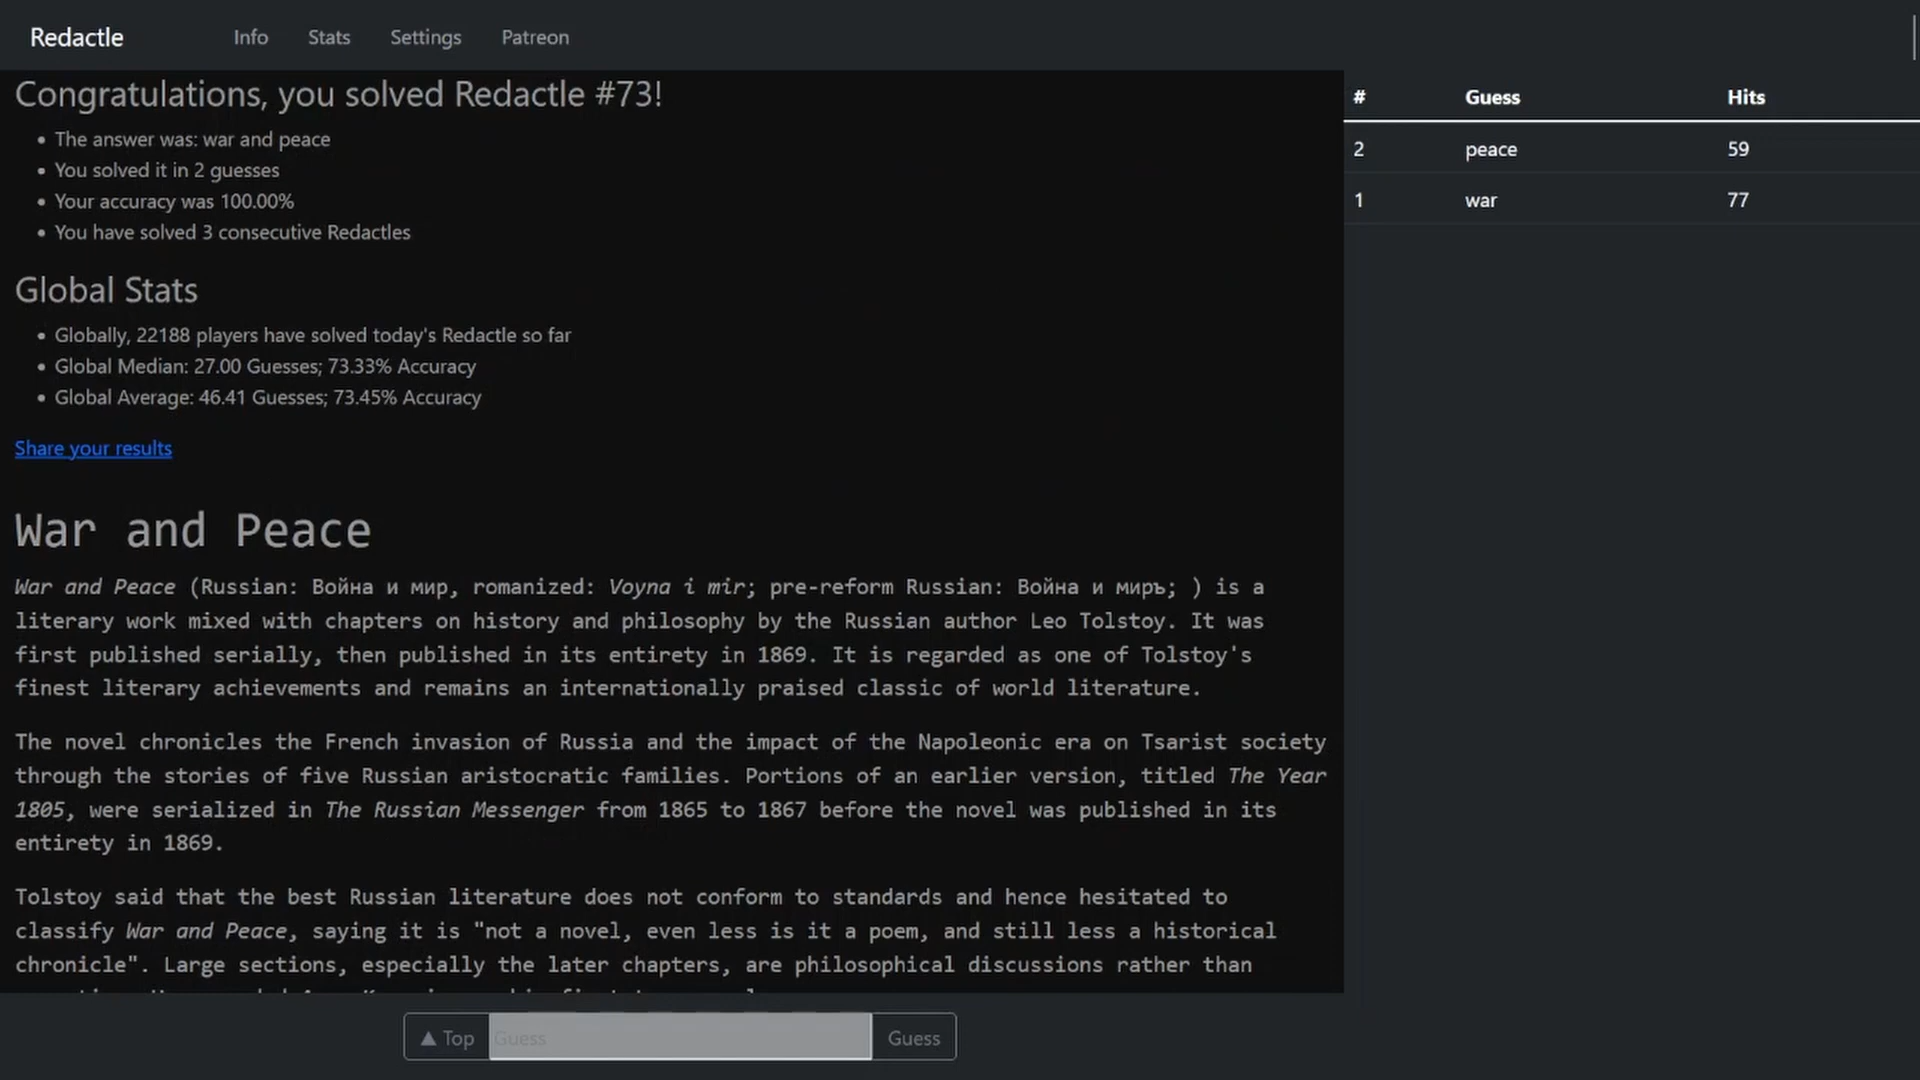 Redactle Info Stats Settings Patreon
Congratulations, you solved Redactle #73!
• The answer was: war and peace
• You solved it in 2 guesses
• Your accuracy was 100.00%
• You have solved 3 consecutive Redactles
Global Stats
• Globally, 22188 players have solved today's Redactle so far
• Global Median: 27.00 Guesses; 73.33% Accuracy
• Global Average: 46.41 Guesses; 73.45% Accuracy
Share your results
War and Peace
War and Peace (Russian: Война и мир, romanized: Voyna i mir; pre-reform Russian: Война и миръ; ) is a
literary work mixed with chapters on history and philosophy by the Russian author Leo Tolstoy. It was
first published serially, then published in its entirety in 1869. It is regarded as one of Tolstoy's
finest literary achievements and remains an internationally praised classic of world literature.
The novel chronicles the French invasion of Russia and the impact of the Napoleonic era on Tsarist society
through the stories of five Russian aristocratic families. Portions of an earlier version, titled The Year
1805, were serialized in The Russian Messenger from 1865 to 1867 before the novel was published in its
entirety in 1869.
Tolstoy said that the best Russian literature does not conform to standards and hence hesitated to
classify War and Peace, saying it is "not a novel, even less is it a poem, and still less a historical
chronicle". Large sections, especially the later chapters, are philosophical discussions rather than
# Guess Hits
2 peace 59
1 war 77
▲ Top Guess Guess